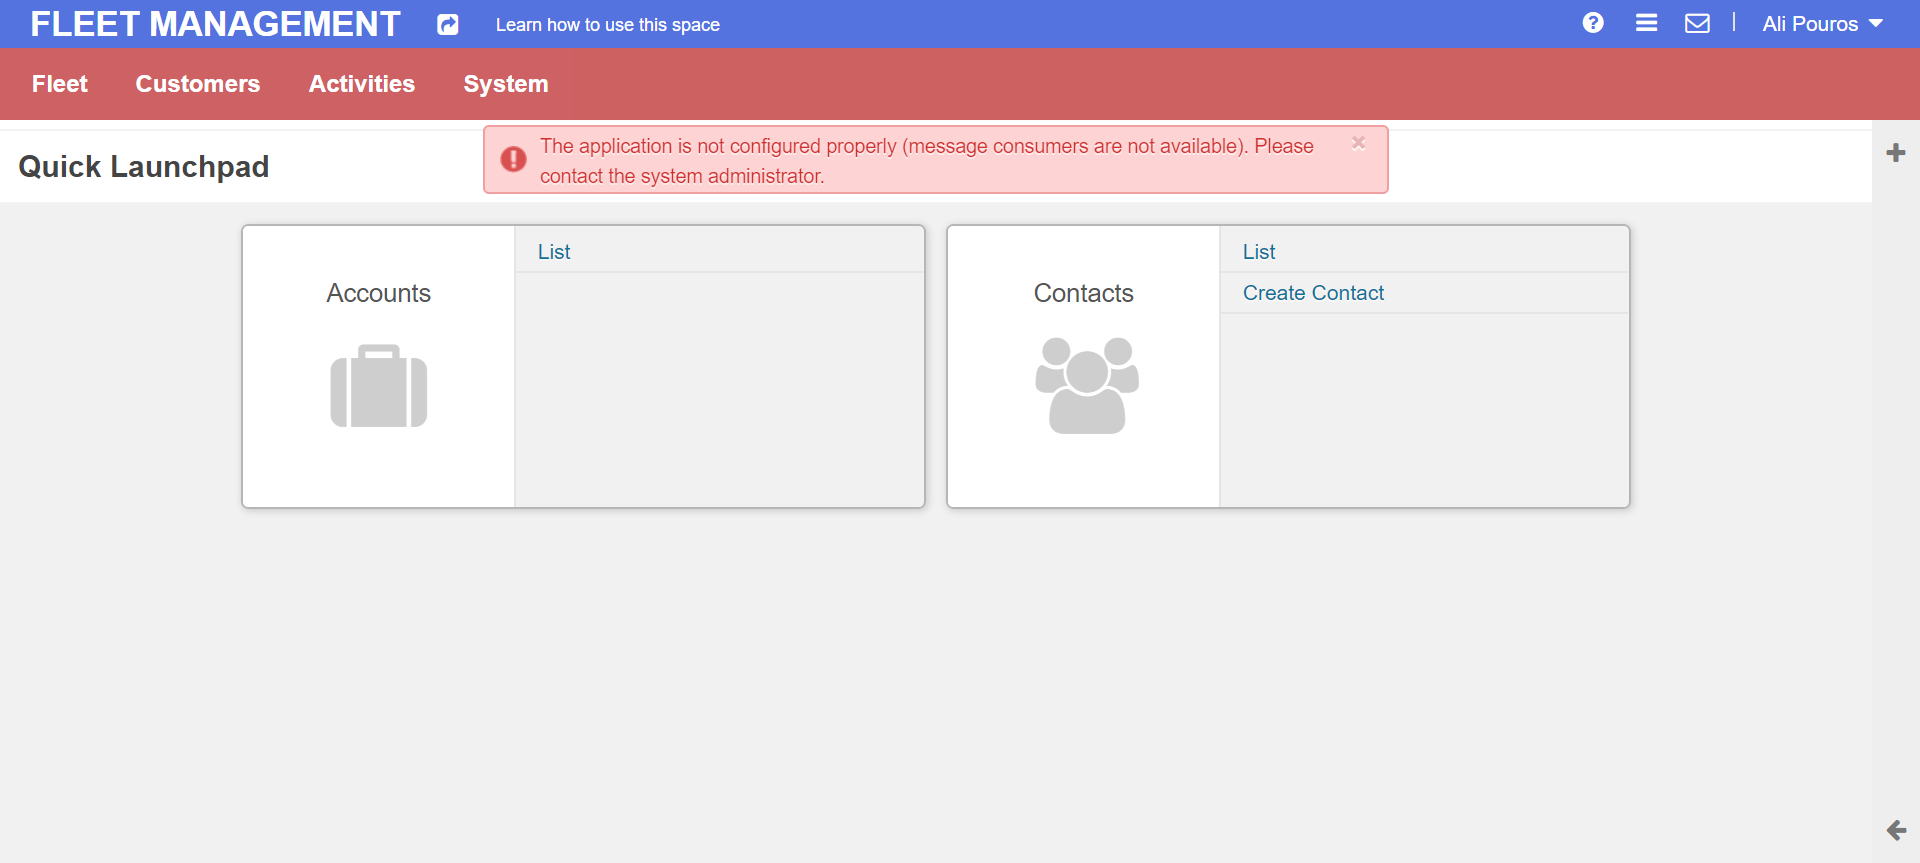 FLEET MANAGEMENT
Learn how to use this space
Ali Pouros
Fleet
Customers
Activities
System
Quick Launchpad
The application is not configured properly (message consumers are not available). Please
contact the system administrator.
Accounts
List
Contacts
List
Create Contact